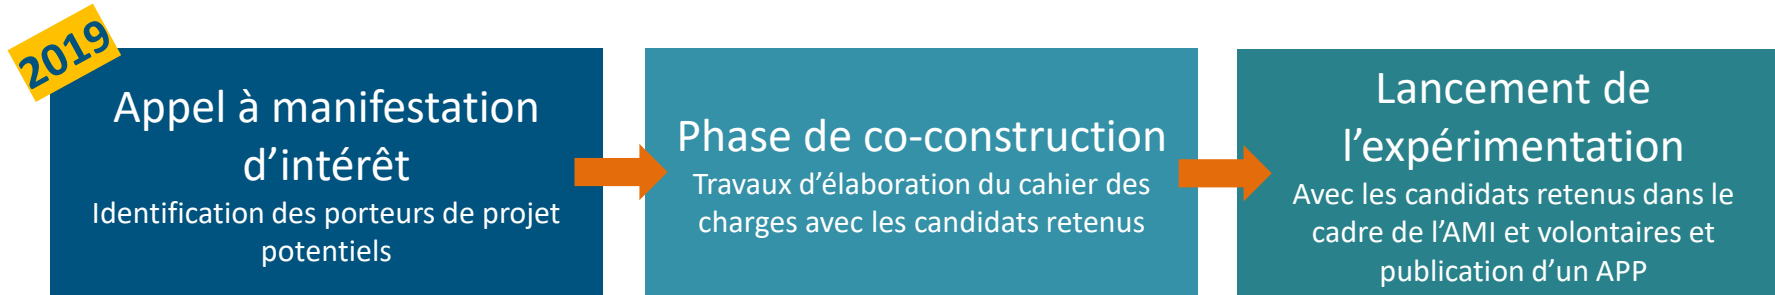 2019
Appel à manifestation
d’intérêt
Identification des porteurs de projet
potentiels
Phase de co-construction
Travaux d’élaboration du cahier des
charges avec les candidats retenus
Lancement de
l’expérimentation
Avec les candidats retenus dans le
cadre de l’AMI et volontaires et
publication d’un APP